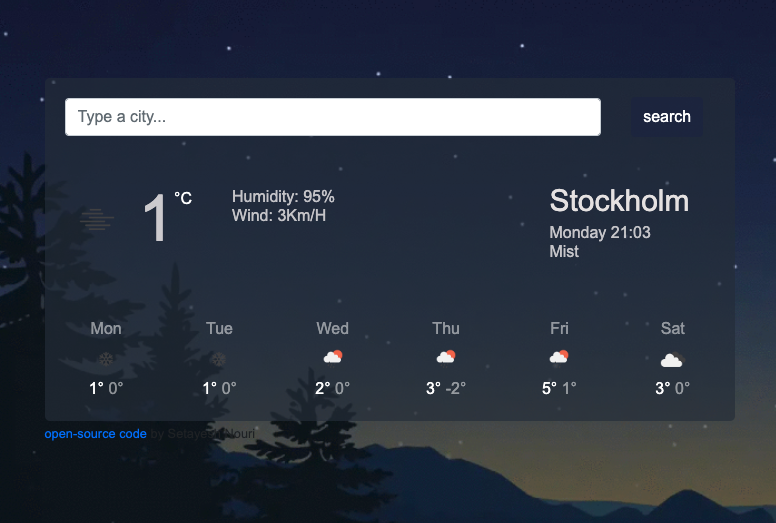 Type a city...
search
1 °C
Humidity: 95%
Wind: 3Km/H
Stockholm
Monday 21:03
Mist
Mon Tue Wed Thu Fri Sat
1° 0° 1° 0° 2° 0° 3° -2° 5° 1° 3° 0°
open-source code by Setayesh Nouri